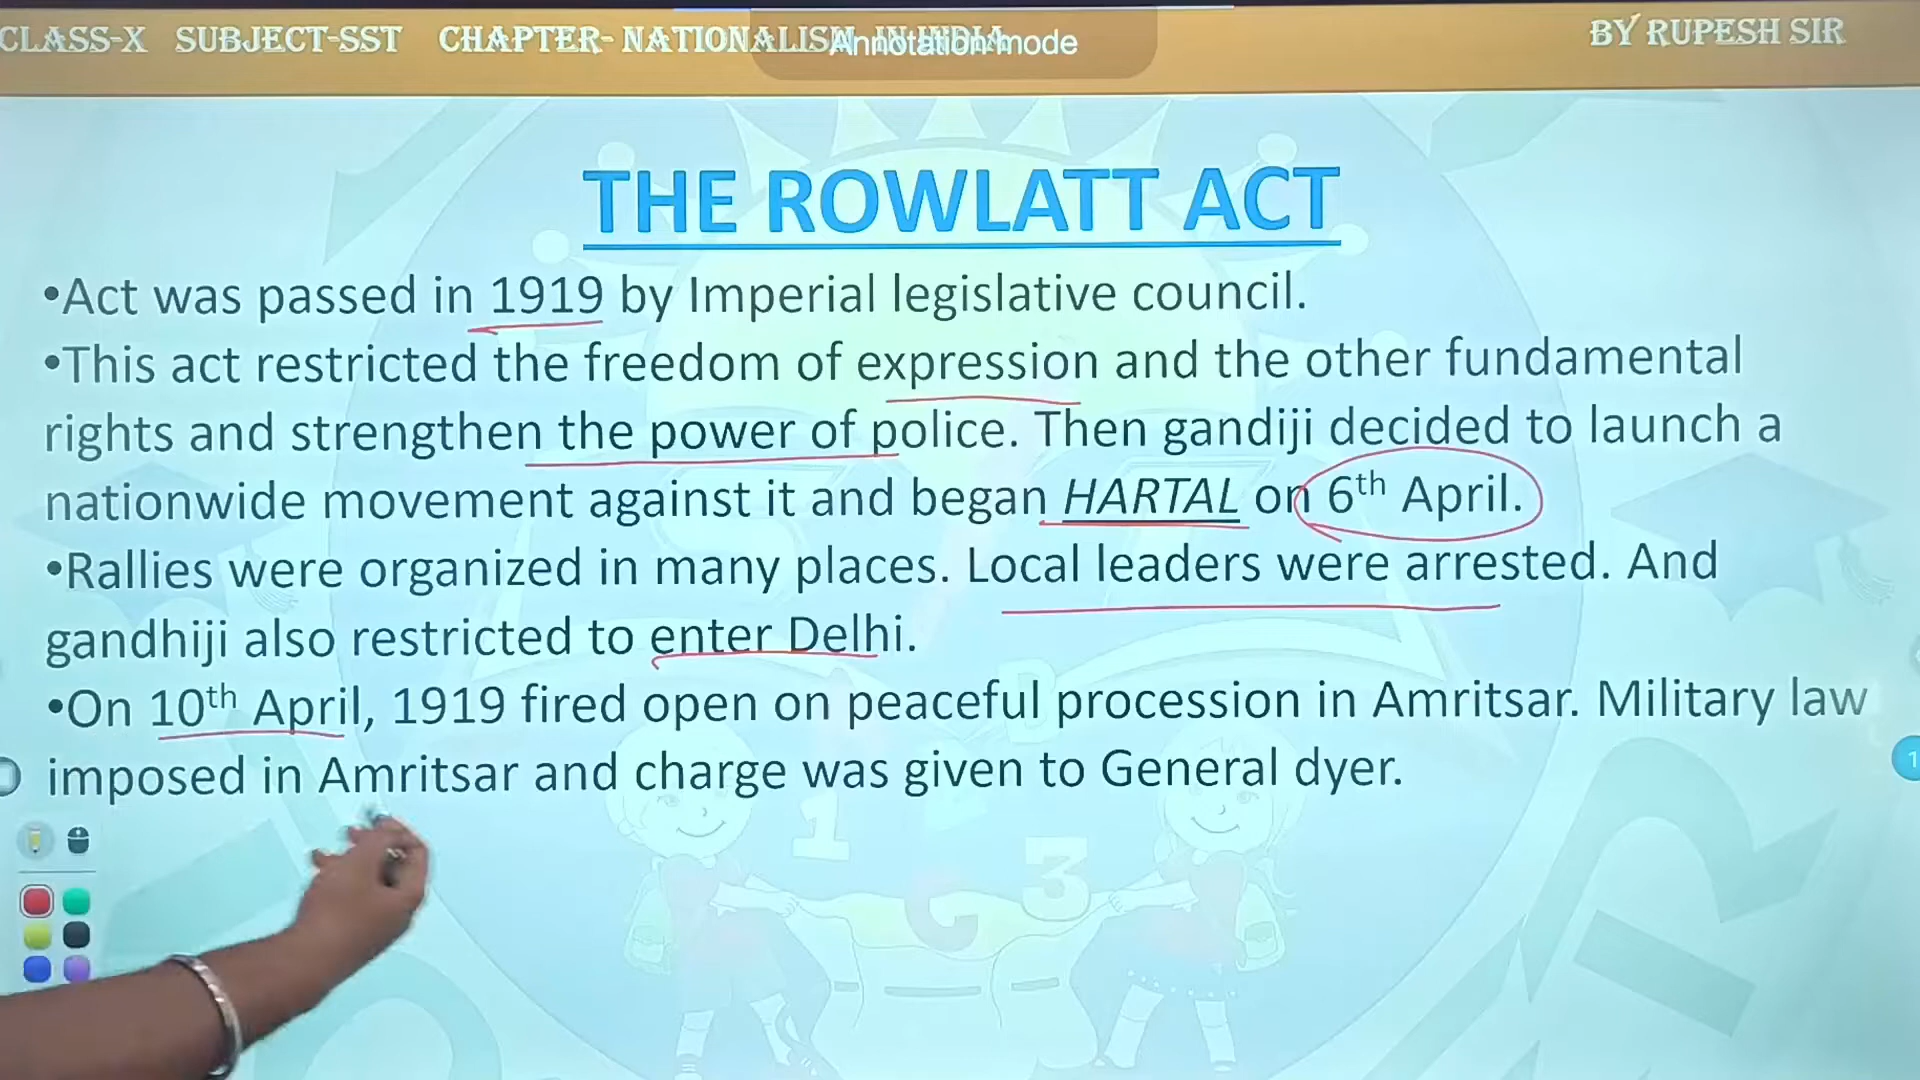 CLASS-X SUBJECT-SST CHAPTER- NATIONALISM IN INDIA
Annotation mode
BY RUPESH SIR
THE ROWLATT ACT
•Act was passed in 1919 by Imperial legislative council.
•This act restricted the freedom of expression and the other fundamental
rights and strengthen the power of police. Then gandiji decided to launch a
nationwide movement against it and began HARTAL on 6th April.
•Rallies were organized in many places. Local leaders were arrested. And
gandhiji also restricted to enter Delhi.
•On 10th April, 1919 fired open on peaceful procession in Amritsar. Military law
imposed in Amritsar and charge was given to General dyer.
1
3
1